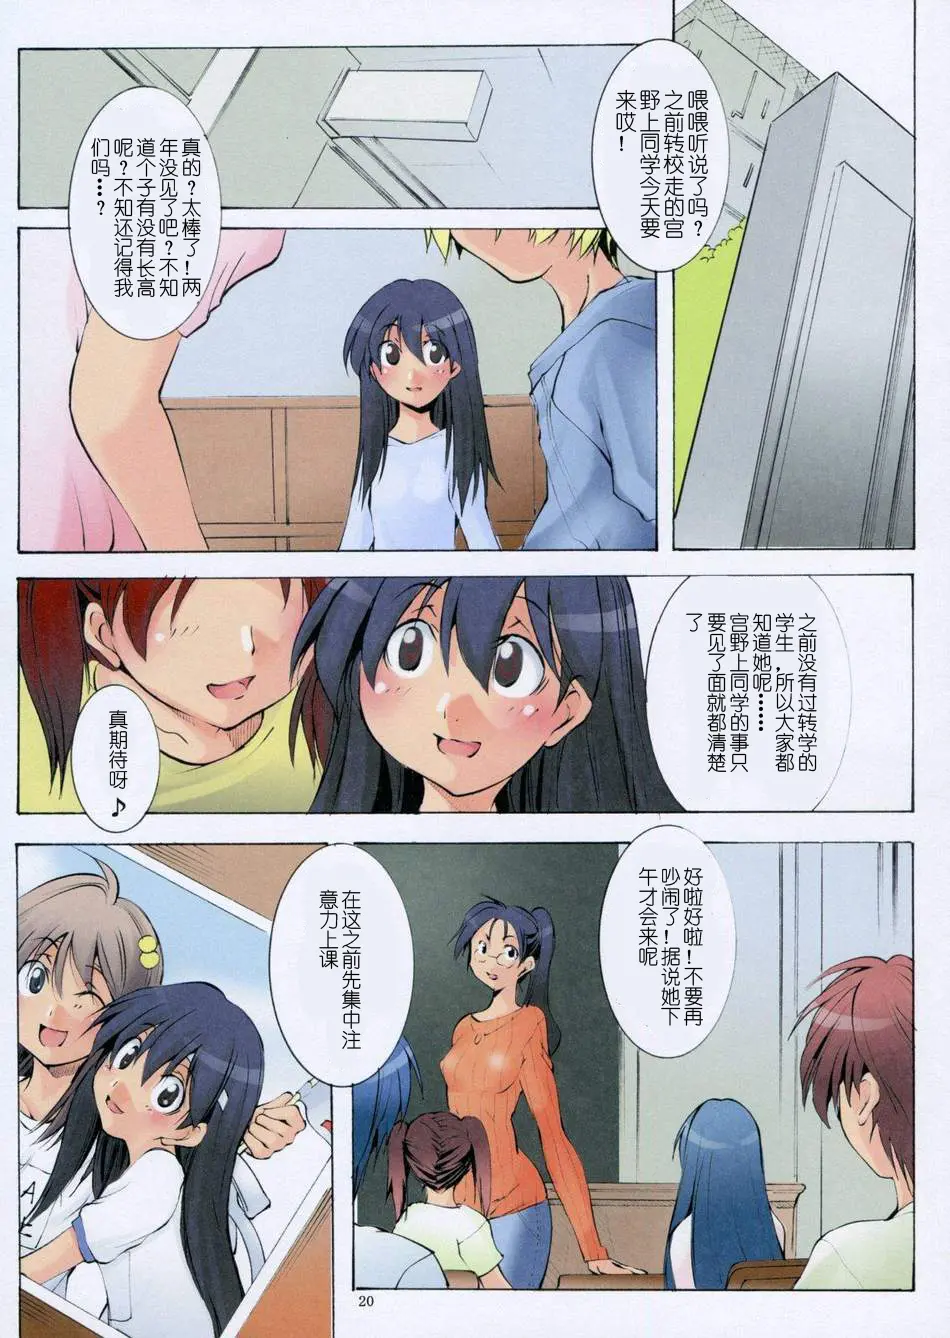 喂喂听说了吗？
之前转校走的宫
野上同学今天要
来哎！
真的？太棒了！两
年没见了吧？不知
道个子有没有长高
呢？不知还记得我
们吗…？
之前没有过转学的
学生，所以大家都
知道她呢……
宫野上同学的事只
要见了面就都清楚
了
真期待呀♪
好啦好啦！不要再
吵闹了！据说她下
午才会来呢
在这之前先集中注
意力上课
20